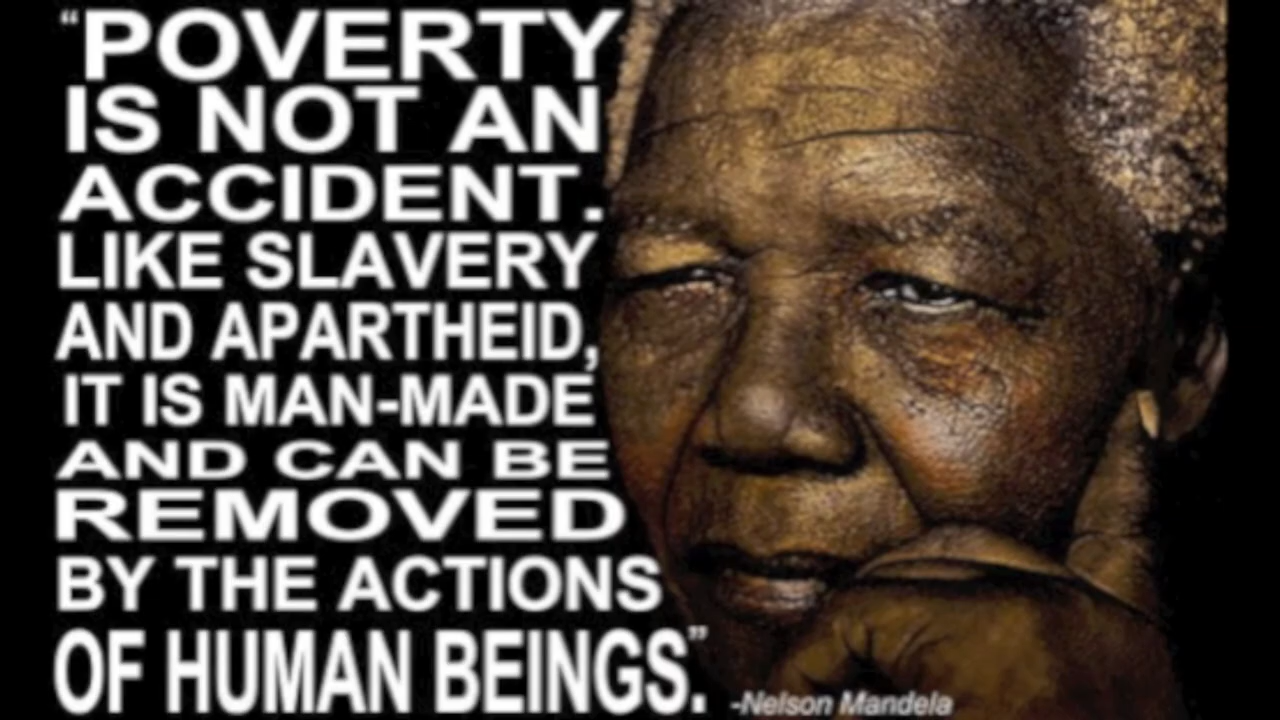 “POVERTY
IS NOT AN
ACCIDENT.
LIKE SLAVERY
AND APARTHEID,
IT IS MAN-MADE
AND CAN BE
REMOVED
BY THE ACTIONS
OF HUMAN BEINGS.”
-Nelson Mandela